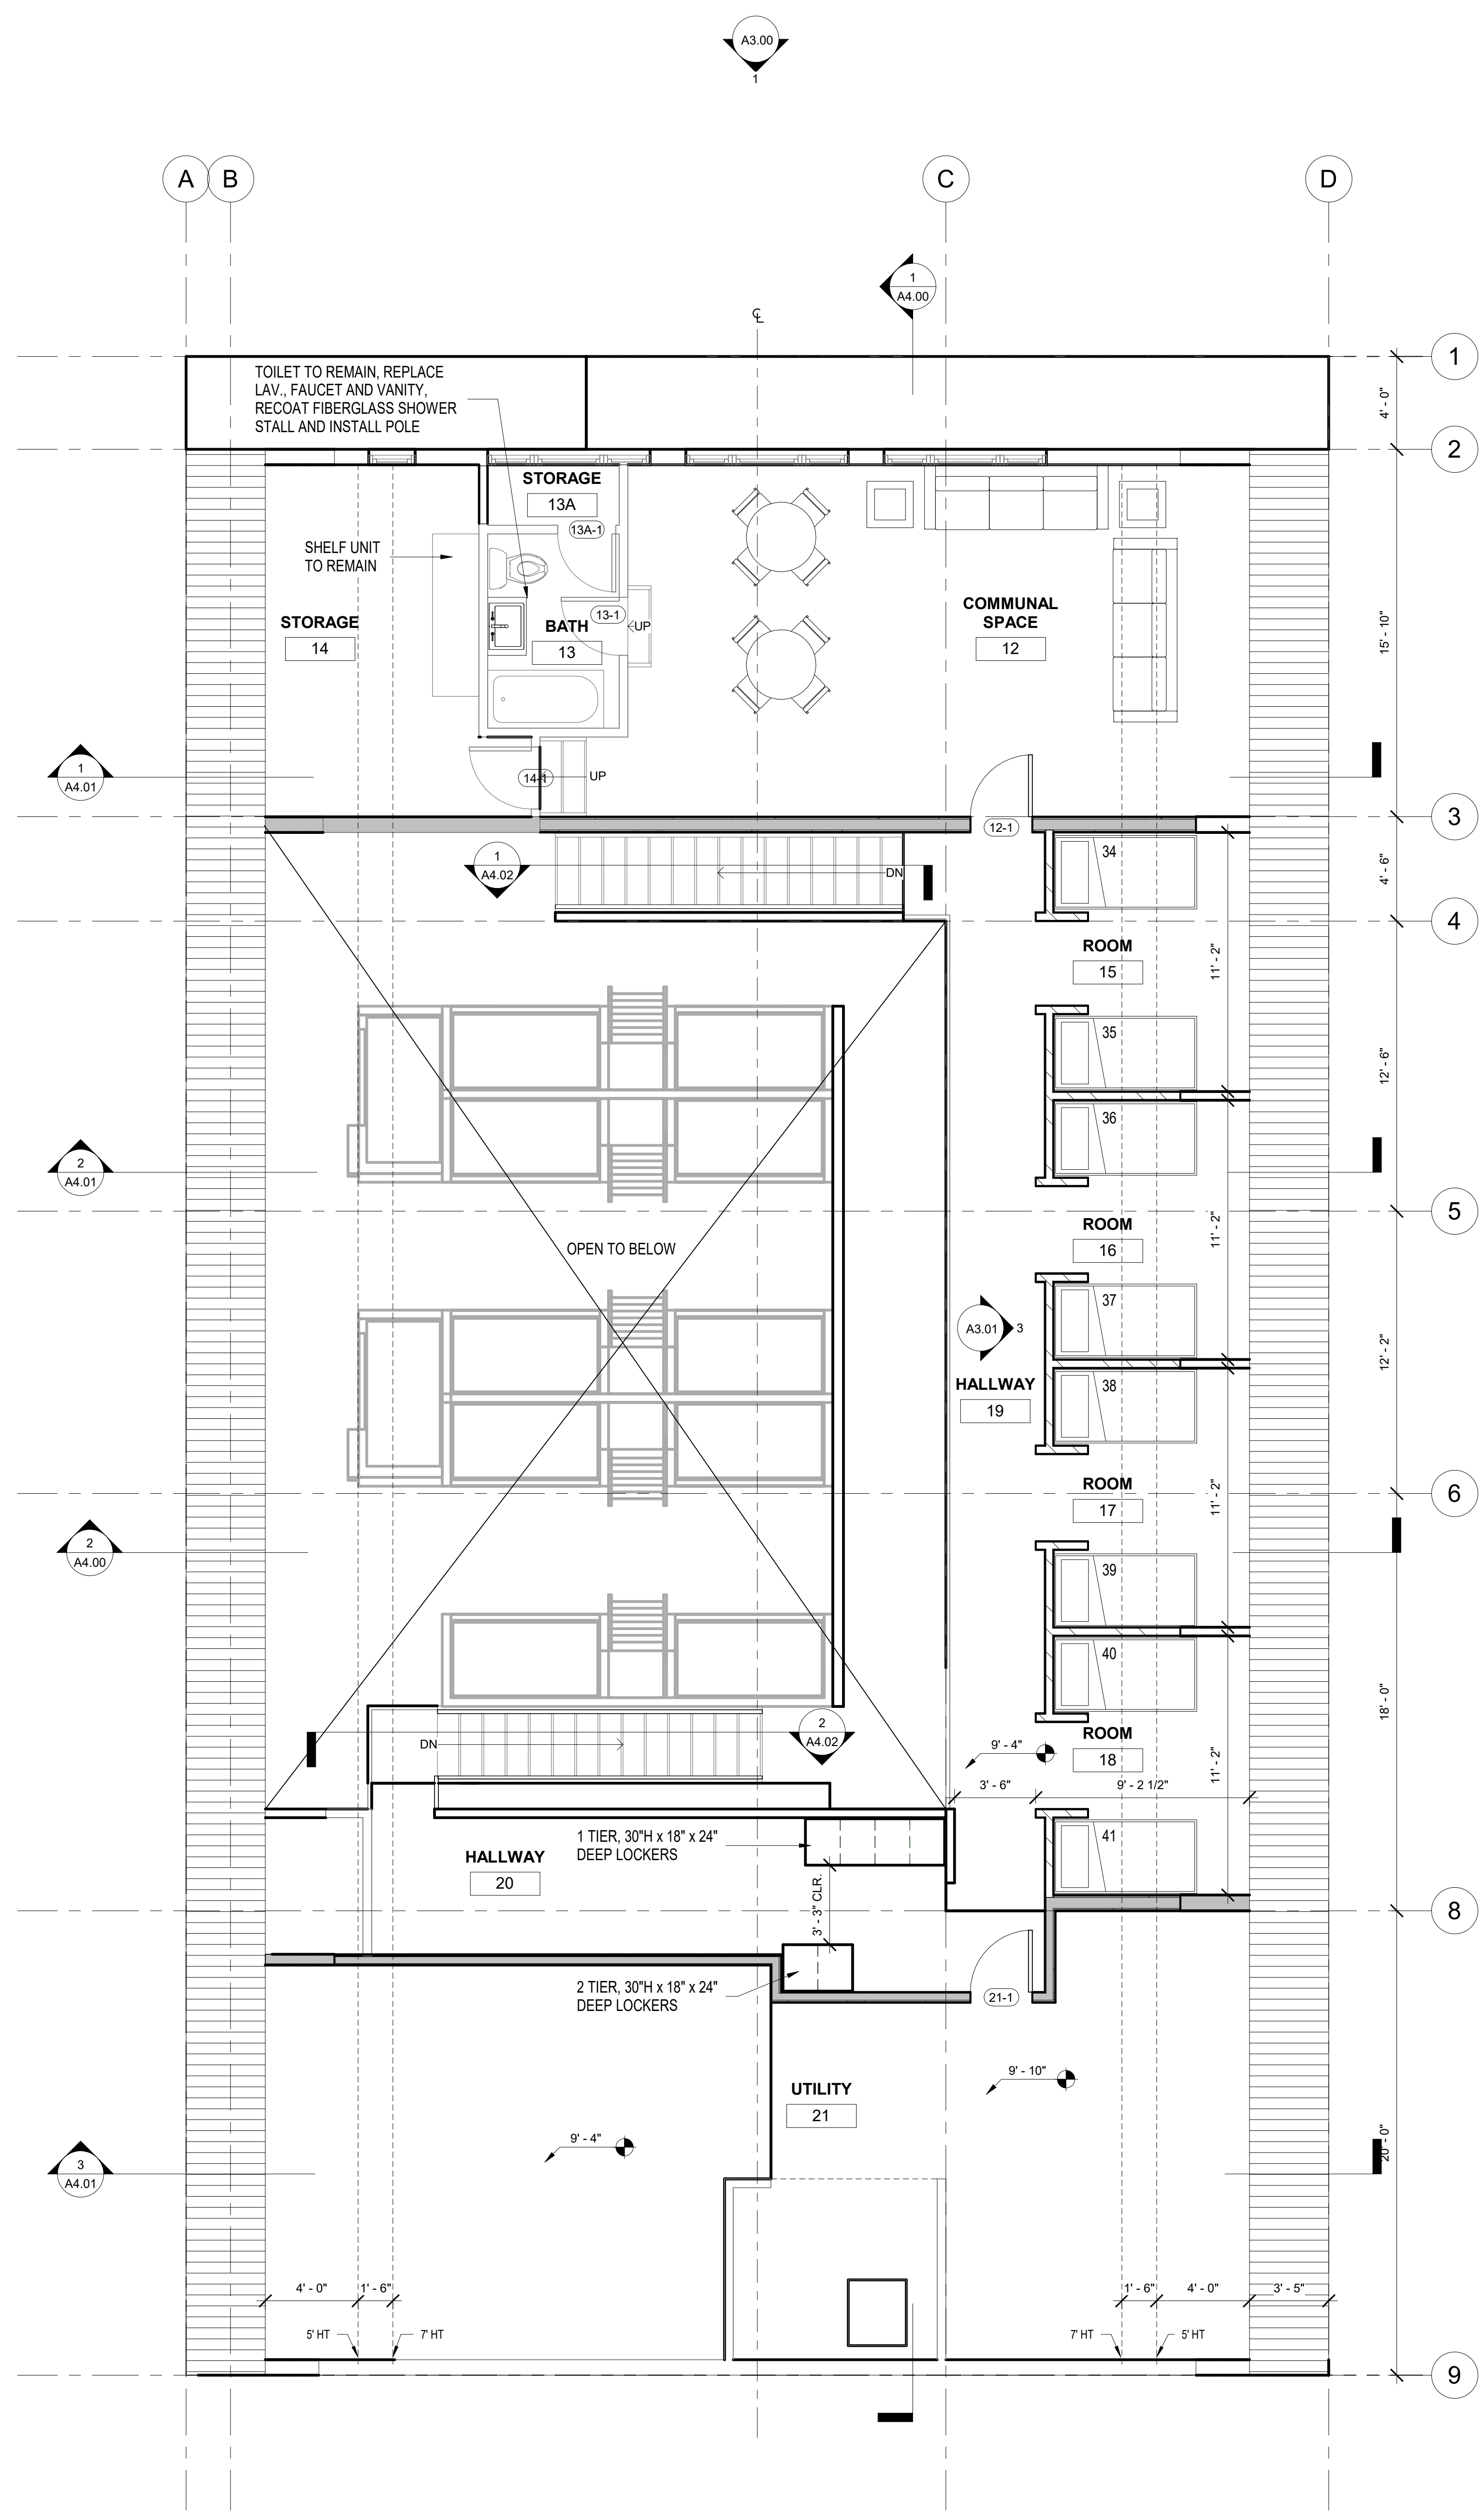 A3.00
1
A
B
C
D
1
A4.00
℄
1
TOILET TO REMAIN, REPLACE
LAV., FAUCET AND VANITY,
RECOAT FIBERGLASS SHOWER
STALL AND INSTALL POLE
4' - 0"
2
STORAGE
13A
13A-1
SHELF UNIT
TO REMAIN
STORAGE
14
13-1
BATH
13
UP
COMMUNAL
SPACE
12
15' - 10"
1
A4.01
14-1
UP
3
12-1
1
A4.02
DN
34
4' - 6"
4
ROOM
15
11' - 2"
35
12' - 6"
36
2
A4.01
5
ROOM
16
11' - 2"
OPEN TO BELOW
37
A3.01
3
12' - 2"
HALLWAY
19
38
ROOM
17
11' - 2"
6
2
A4.00
39
40
18' - 0"
2
A4.02
DN
ROOM
18
9' - 4"
11' - 2"
3' - 6"
9' - 2 1/2"
1 TIER, 30"H x 18" x 24"
DEEP LOCKERS
41
HALLWAY
20
3' - 3" CLR.
8
2 TIER, 30"H x 18" x 24"
DEEP LOCKERS
21-1
9' - 10"
UTILITY
21
9' - 4"
20' - 0"
3
A4.01
4' - 0"
1' - 6"
1' - 6"
4' - 0"
3' - 5"
5' HT
7' HT
7' HT
5' HT
9